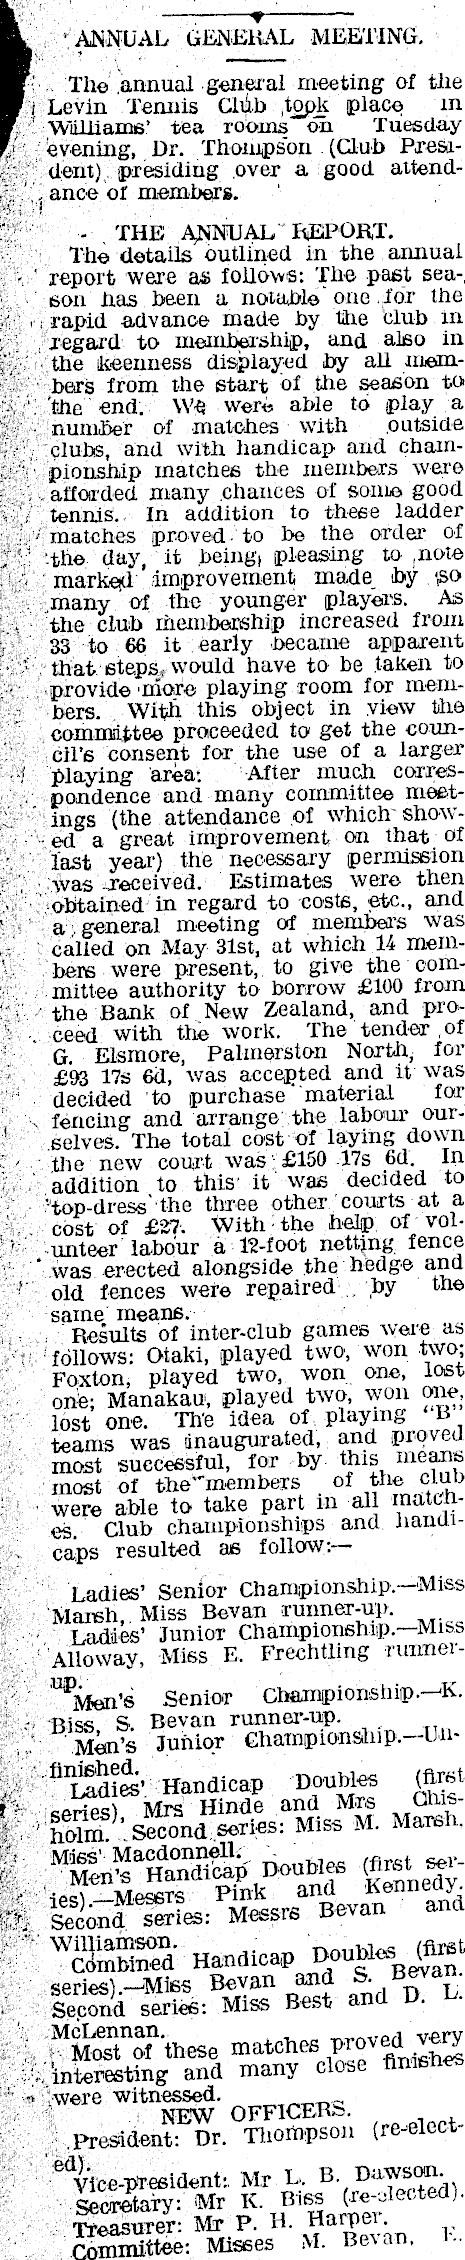 ANNUAL GENERAL MEETING.
The annual general meeting of the
Levin Tennis Club took place in
Williams' tea rooms on Tuesday
evening, Dr. Thompson (Club Presi-
dent) presiding over a good attend-
ance of members.
THE ANNUAL REPORT.
The details outlined in the annual
report were as follows: The past sea-
son has been a notable one for the
rapid advance made by the club in
regard to membership, and also in
the keenness displayed by all mem-
bers from the start of the season to
the end. We were able to play a
number of matches with outside
clubs, and with handicap and cham-
pionship matches the members were
afforded many chances of some good
tennis. In addition to these ladder
matches proved to be the order of
the day, it being pleasing to note
marked improvement made by so
many of the younger players. As
the club membership increased from
33 to 66 it early became apparent
that steps would have to be taken to
provide more playing room for mem-
bers. With this object in view the
committee proceeded to get the coun-
cil's consent for the use of a larger
playing area. After much corres-
pondence and many committee meet-
ings (the attendance of which show-
ed a great improvement on that of
last year) the necessary permission
was received. Estimates were then
obtained in regard to costs, etc., and
a general meeting of members was
called on May 31st, at which 14 mem-
bers were present, to give the com-
mittee authority to borrow £100 from
the Bank of New Zealand, and pro-
ceed with the work. The tender of
G. Elsmore, Palmerston North, for
£93 17s 6d, was accepted and it was
decided to purchase material for
fencing and arrange the labour our-
selves. The total cost of laying down
the new court was £150 17s 6d. In
addition to this it was decided to
top-dress the three other courts at a
cost of £27. With the help of vol-
unteer labour a 12-foot netting fence
was erected alongside the hedge and
old fences were repaired by the
same means.
Results of inter-club games were as
follows: Otaki, played two, won two;
Foxton, played two, won one, lost
one; Manakau, played two, won one,
lost one. The idea of playing "B"
teams was inaugurated, and proved
most successful, for by this means
most of the members of the club
were able to take part in all match-
es. Club championships and handi-
caps resulted as follow:—
Ladies' Senior Championship.—Miss
Marsh, Miss Bevan runner-up.
Ladies' Junior Championship.—Miss
Alloway, Miss E. Frechtling runner-
up.
Men's Senior Championship.—K.
Biss, S. Bevan runner-up.
Men's Junior Championship.—Un-
finished.
Ladies' Handicap Doubles (first
series), Mrs Hinde and Mrs Chis-
holm. Second series: Miss M. Marsh,
Miss Macdonnell.
Men's Handicap Doubles (first ser-
ies).—Messrs Pink and Kennedy.
Second series: Messrs Bevan and
Williamson.
Combined Handicap Doubles (first
series).—Miss Bevan and S. Bevan.
Second series: Miss Best and D. L.
McLennan.
Most of these matches proved very
interesting and many close finishes
were witnessed.
NEW OFFICERS.
President: Dr. Thompson (re-elect-
ed).
Vice-president: Mr L. B. Dawson.
Secretary: Mr K. Biss (re-elected).
Treasurer: Mr P. H. Harper.
Committee: Misses M. Bevan, E.